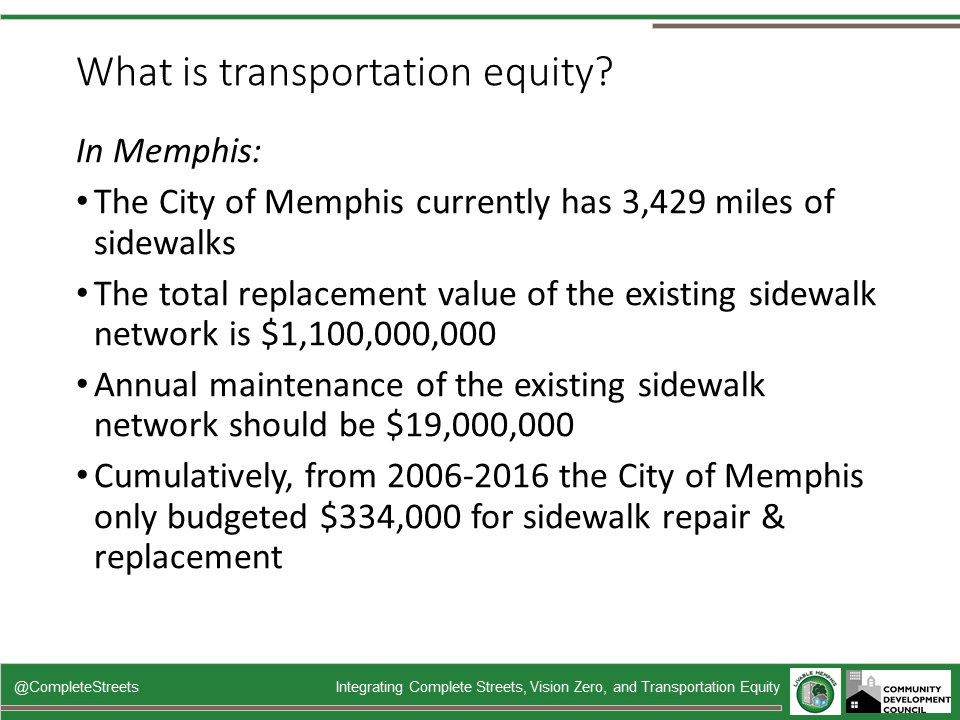 What is transportation equity?
In Memphis:
• The City of Memphis currently has 3,429 miles of
sidewalks
• The total replacement value of the existing sidewalk
network is $1,100,000,000
• Annual maintenance of the existing sidewalk
network should be $19,000,000
• Cumulatively, from 2006-2016 the City of Memphis
only budgeted $334,000 for sidewalk repair &
replacement
@CompleteStreets
Integrating Complete Streets, Vision Zero, and Transportation Equity
LIVABLE MEMPHIS
COMMUNITY
DEVELOPMENT
COUNCIL